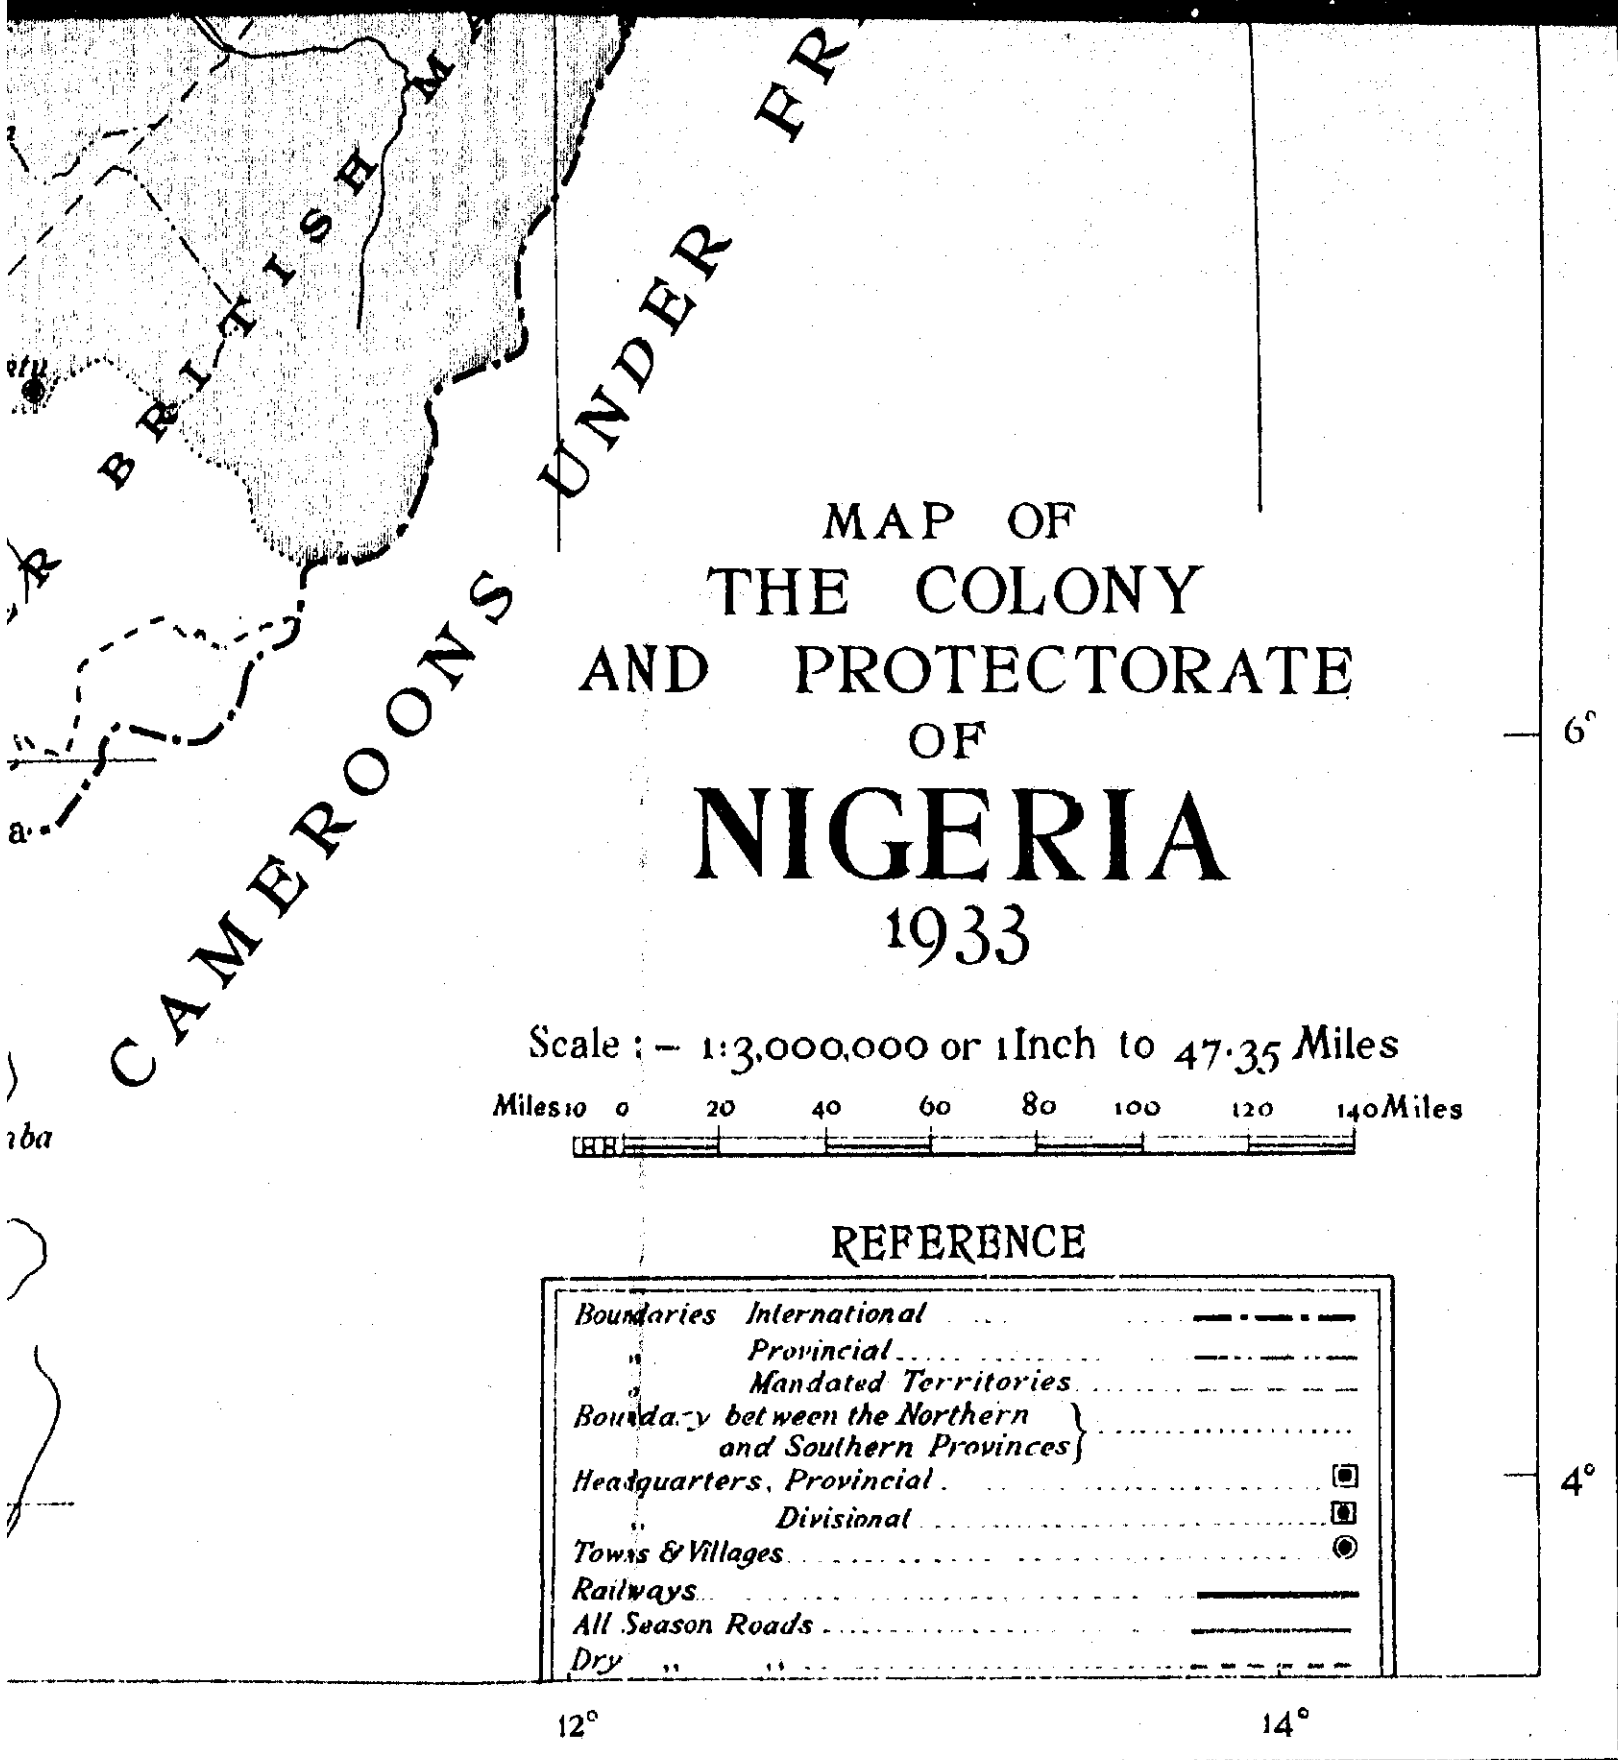 BRITISH M
CAMEROONS UNDER FR
R
MAP OF
THE COLONY
AND PROTECTORATE
OF
NIGERIA
1933
6°
Scale :- 1:3,000,000 or 1 Inch to 47·35 Miles
Miles 10 0 20 40 60 80 100 120 140 Miles
REFERENCE
Boundaries International
„ Provincial
„ Mandated Territories
Boundary between the Northern
and Southern Provinces
Headquarters, Provincial
„ Divisional
Towns & Villages
Railways
All Season Roads
Dry „ „
4°
12° 14°